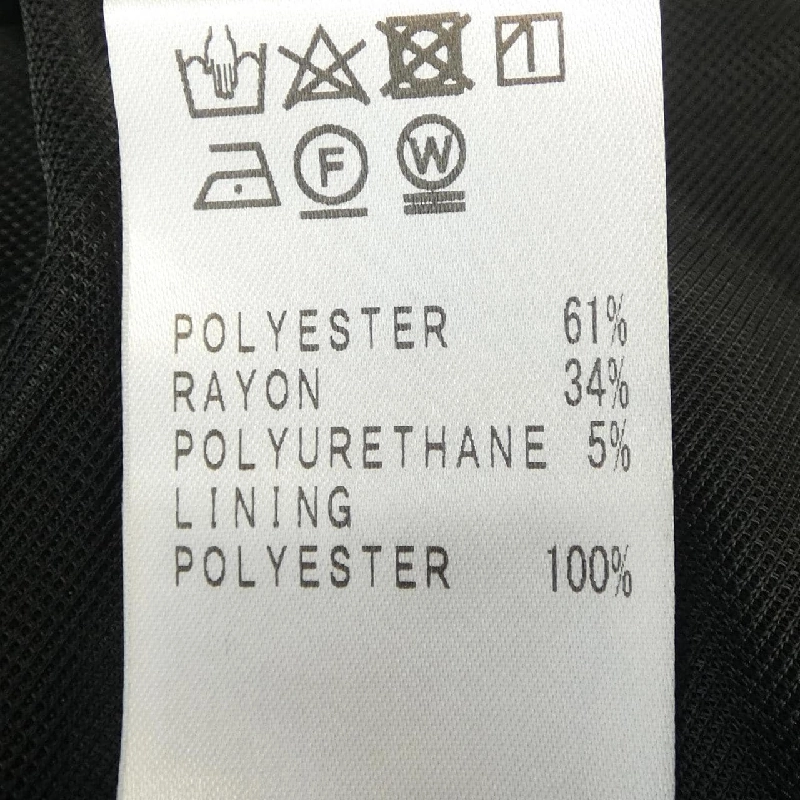 F W
POLYESTER 61%
RAYON 34%
POLYURETHANE 5%
LINING
POLYESTER 100%